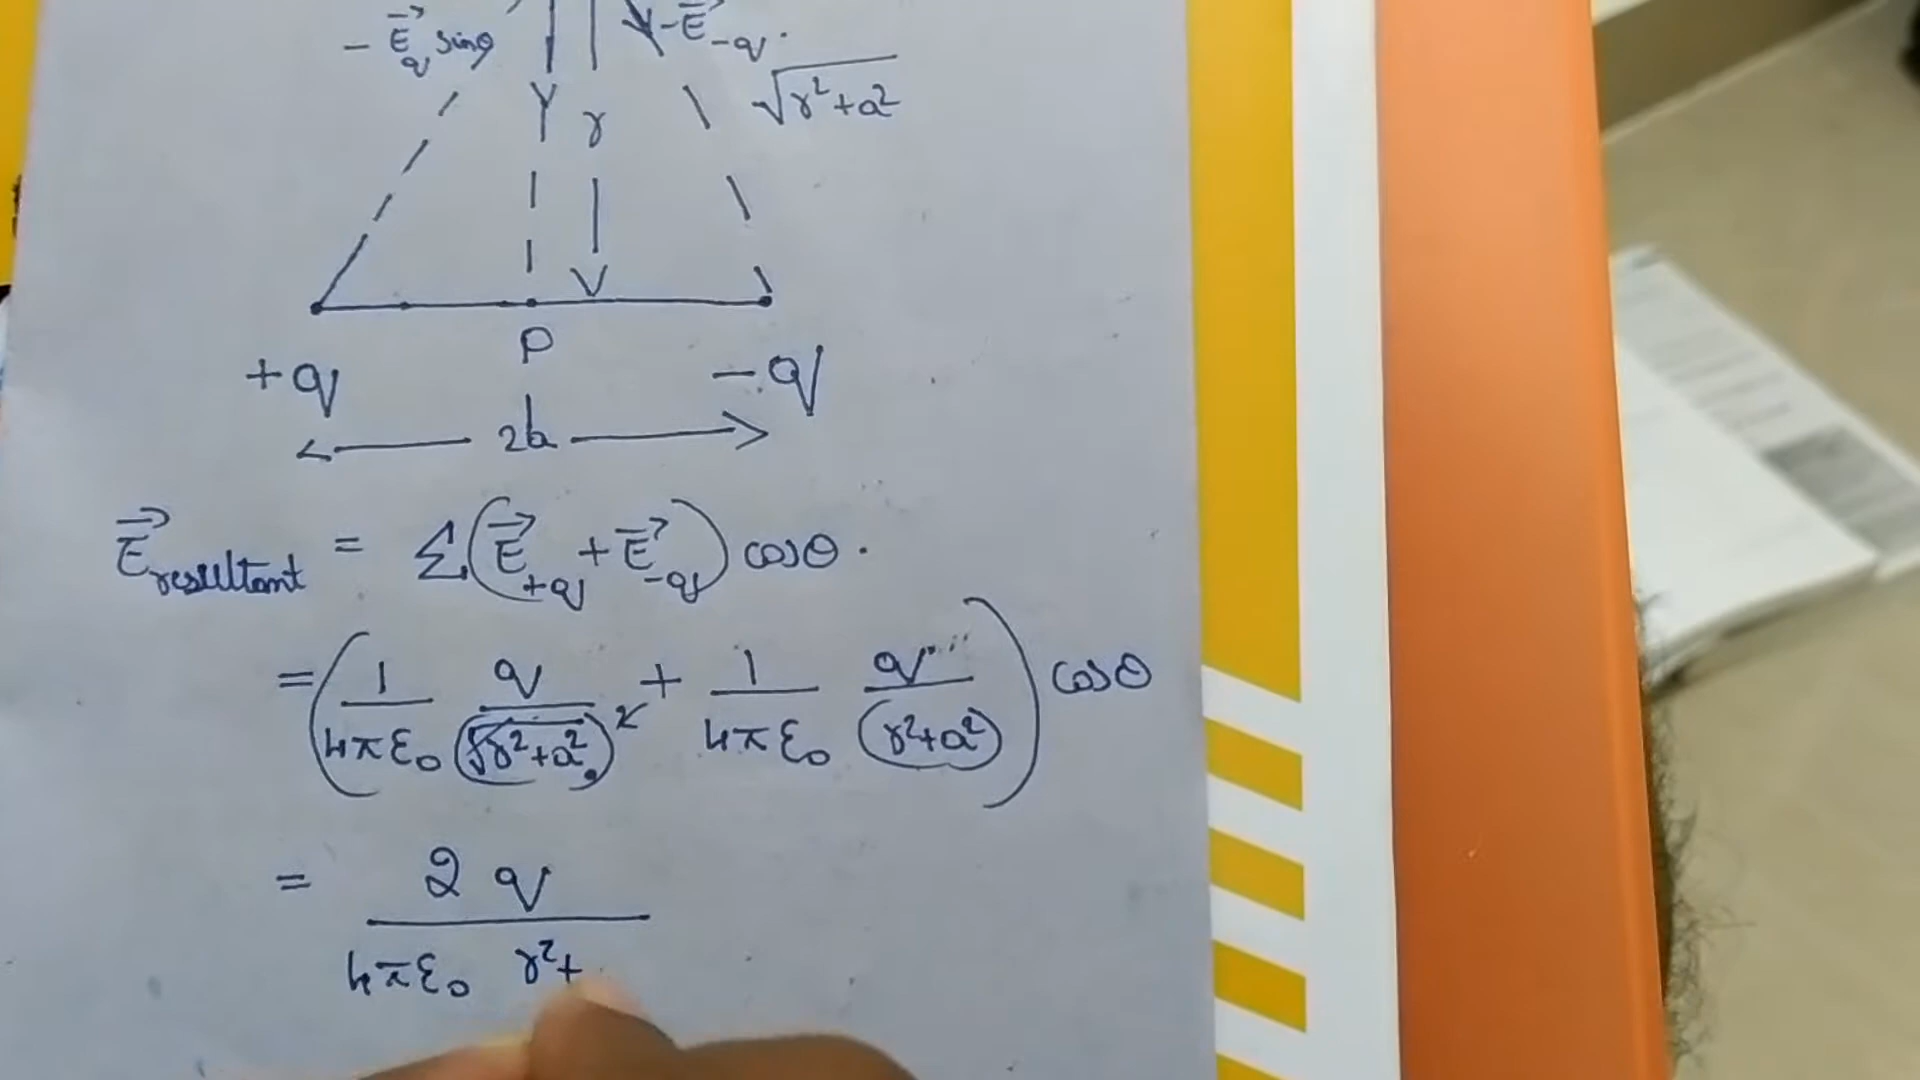 - E⃗q sinθ
- E⃗-q.
√r²+a²
r
P
+q
-q
2a
E⃗resultant = Σ(E⃗+q + E⃗-q) cosθ.
= (1/4πε₀ q/(√r²+a²)² + 1/4πε₀ q/(r²+a²)) cosθ
= 2q/4πε₀ r²+